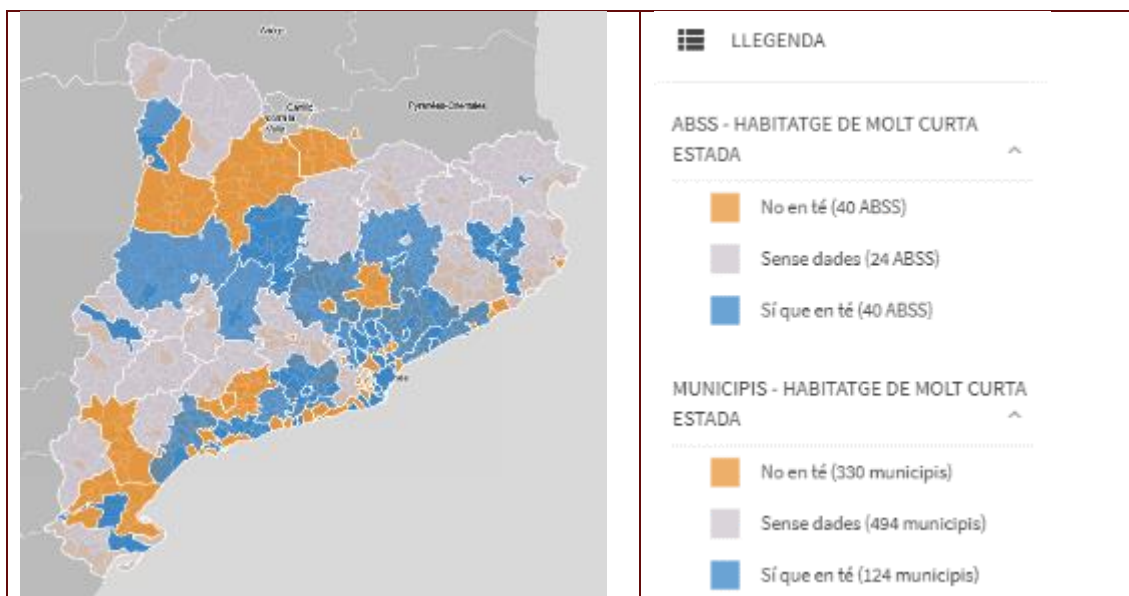 Ariège
Pyrénées-Orientales
LLEGENDA
ABSS - HABITATGE DE MOLT CURTA
ESTADA
No en té (40 ABSS)
Sense dades (24 ABSS)
Sí que en té (40 ABSS)
MUNICIPIS - HABITATGE DE MOLT CURTA
ESTADA
No en té (330 municipis)
Sense dades (494 municipis)
Sí que en té (124 municipis)